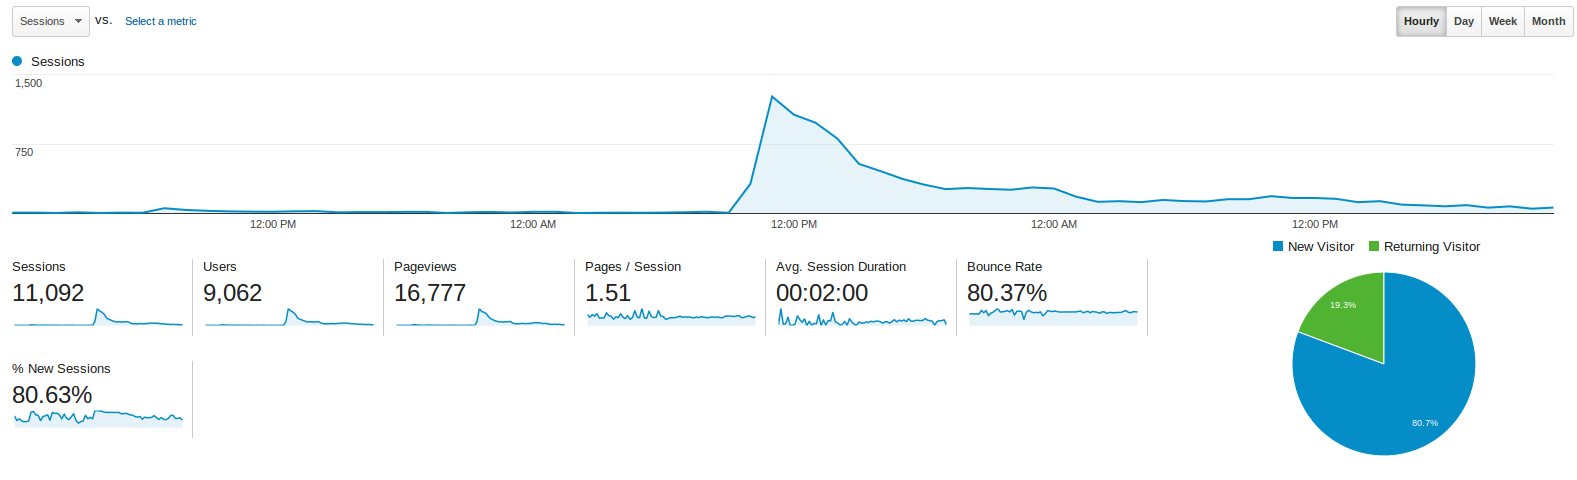 Sessions vs. Select a metric Hourly Day Week Month
Sessions
1,500
750
12:00 PM 12:00 AM 12:00 PM 12:00 AM 12:00 PM
New Visitor Returning Visitor
Sessions Users Pageviews Pages / Session Avg. Session Duration Bounce Rate
11,092 9,062 16,777 1.51 00:02:00 80.37%
19.3%
% New Sessions
80.63%
80.7%